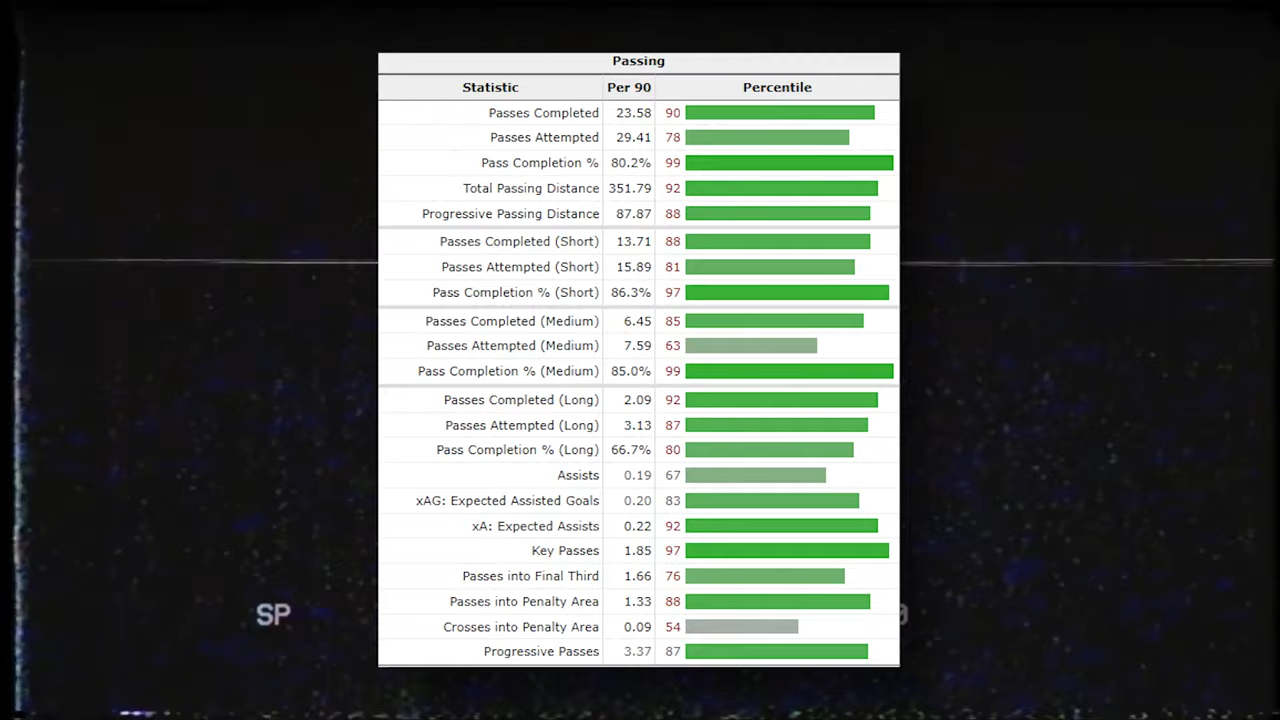 Passing
Statistic Per 90 Percentile
Passes Completed 23.58 90
Passes Attempted 29.41 78
Pass Completion % 80.2% 99
Total Passing Distance 351.79 92
Progressive Passing Distance 87.87 88
Passes Completed (Short) 13.71 88
Passes Attempted (Short) 15.89 81
Pass Completion % (Short) 86.3% 97
Passes Completed (Medium) 6.45 85
Passes Attempted (Medium) 7.59 63
Pass Completion % (Medium) 85.0% 99
Passes Completed (Long) 2.09 92
Passes Attempted (Long) 3.13 87
Pass Completion % (Long) 66.7% 80
Assists 0.19 67
xAG: Expected Assisted Goals 0.20 83
xA: Expected Assists 0.22 92
Key Passes 1.85 97
Passes into Final Third 1.66 76
Passes into Penalty Area 1.33 88
Crosses into Penalty Area 0.09 54
Progressive Passes 3.37 87
SP